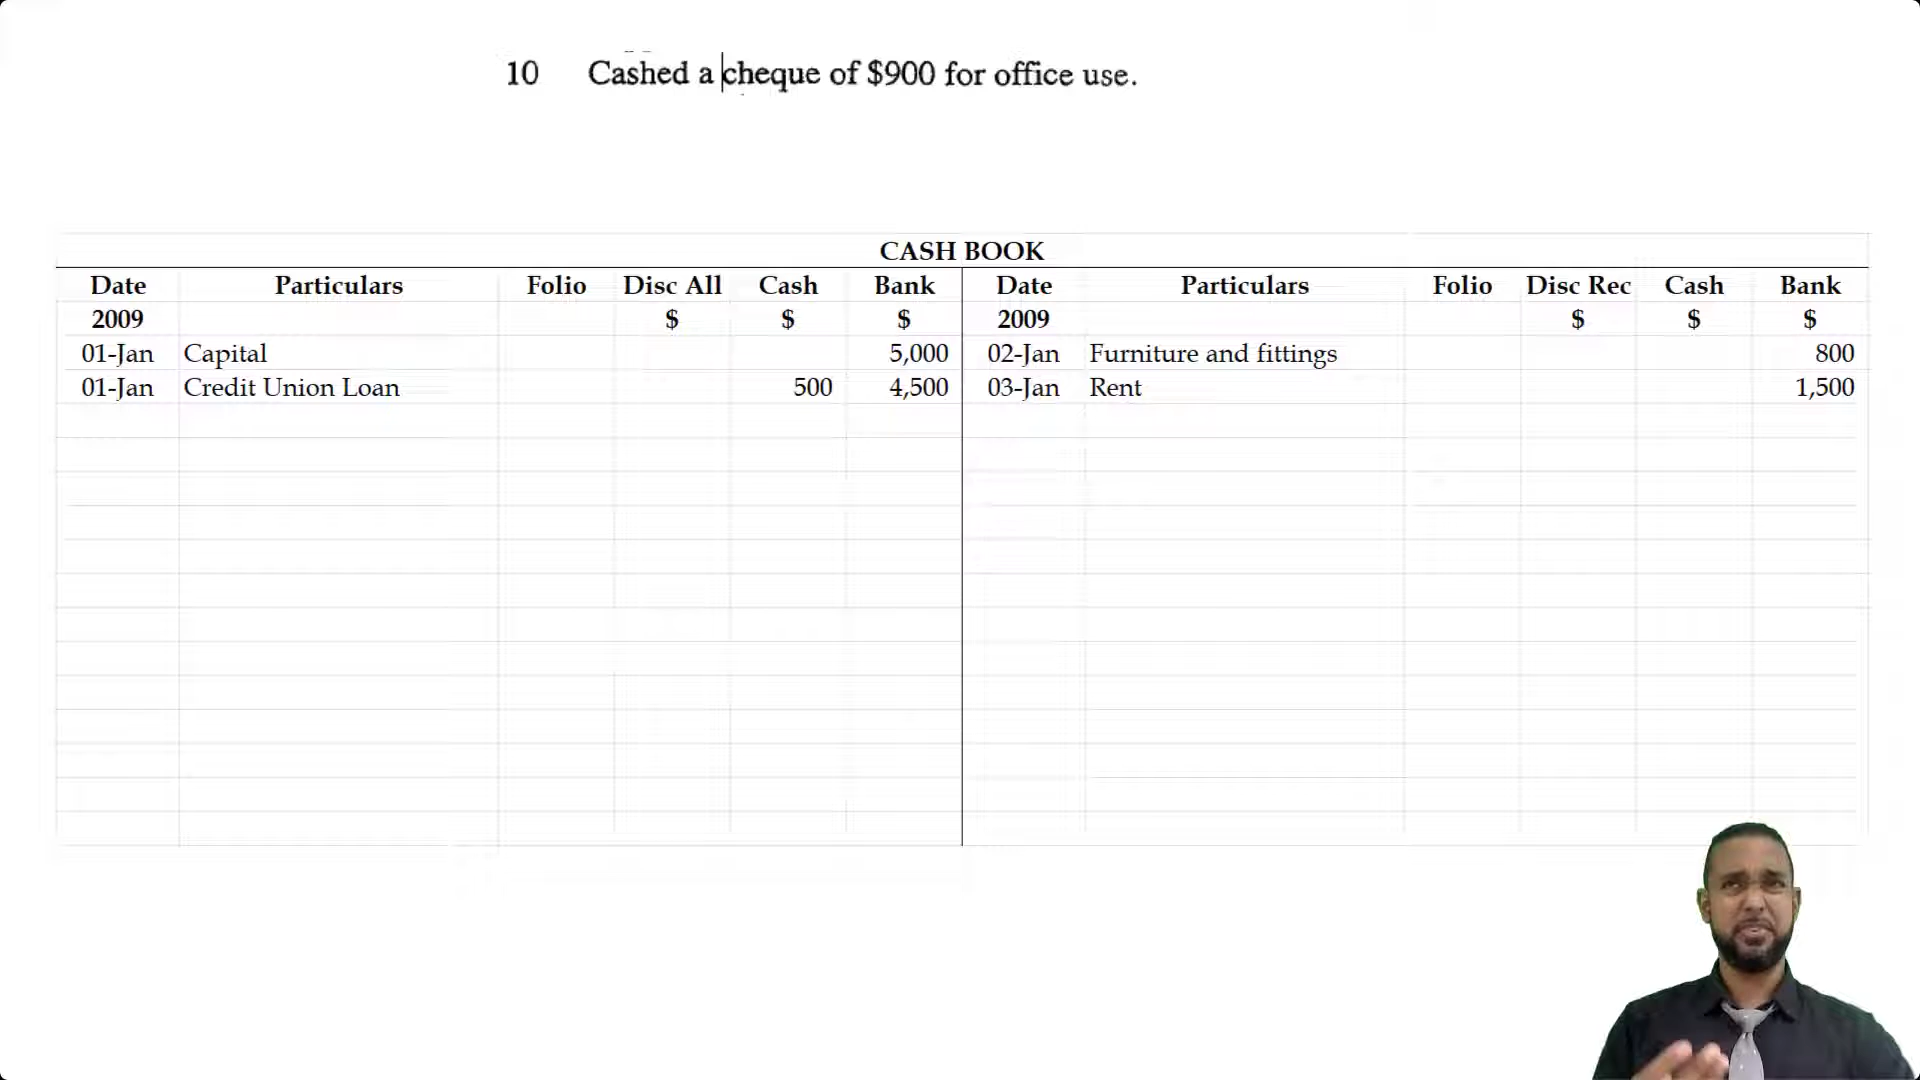 10 Cashed a cheque of $900 for office use.
CASH BOOK
Date Particulars Folio Disc All Cash Bank Date Particulars Folio Disc Rec Cash Bank
2009 $ $ $ 2009 $ $ $
01-Jan Capital 5,000 02-Jan Furniture and fittings 800
01-Jan Credit Union Loan 500 4,500 03-Jan Rent 1,500